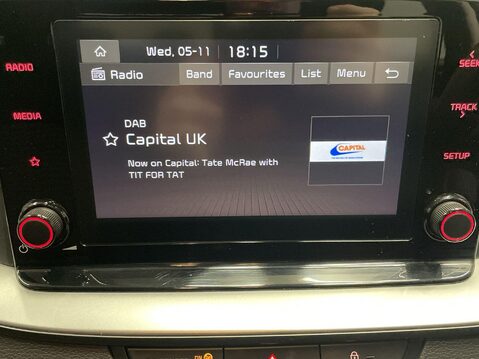 Wed, 05-11 18:15
RADIO
Radio Band Favourites List Menu
SEEK
MEDIA
TRACK
DAB
Capital UK
CAPITAL
Now on Capital: Tate McRae with
TIT FOR TAT
SETUP
ON